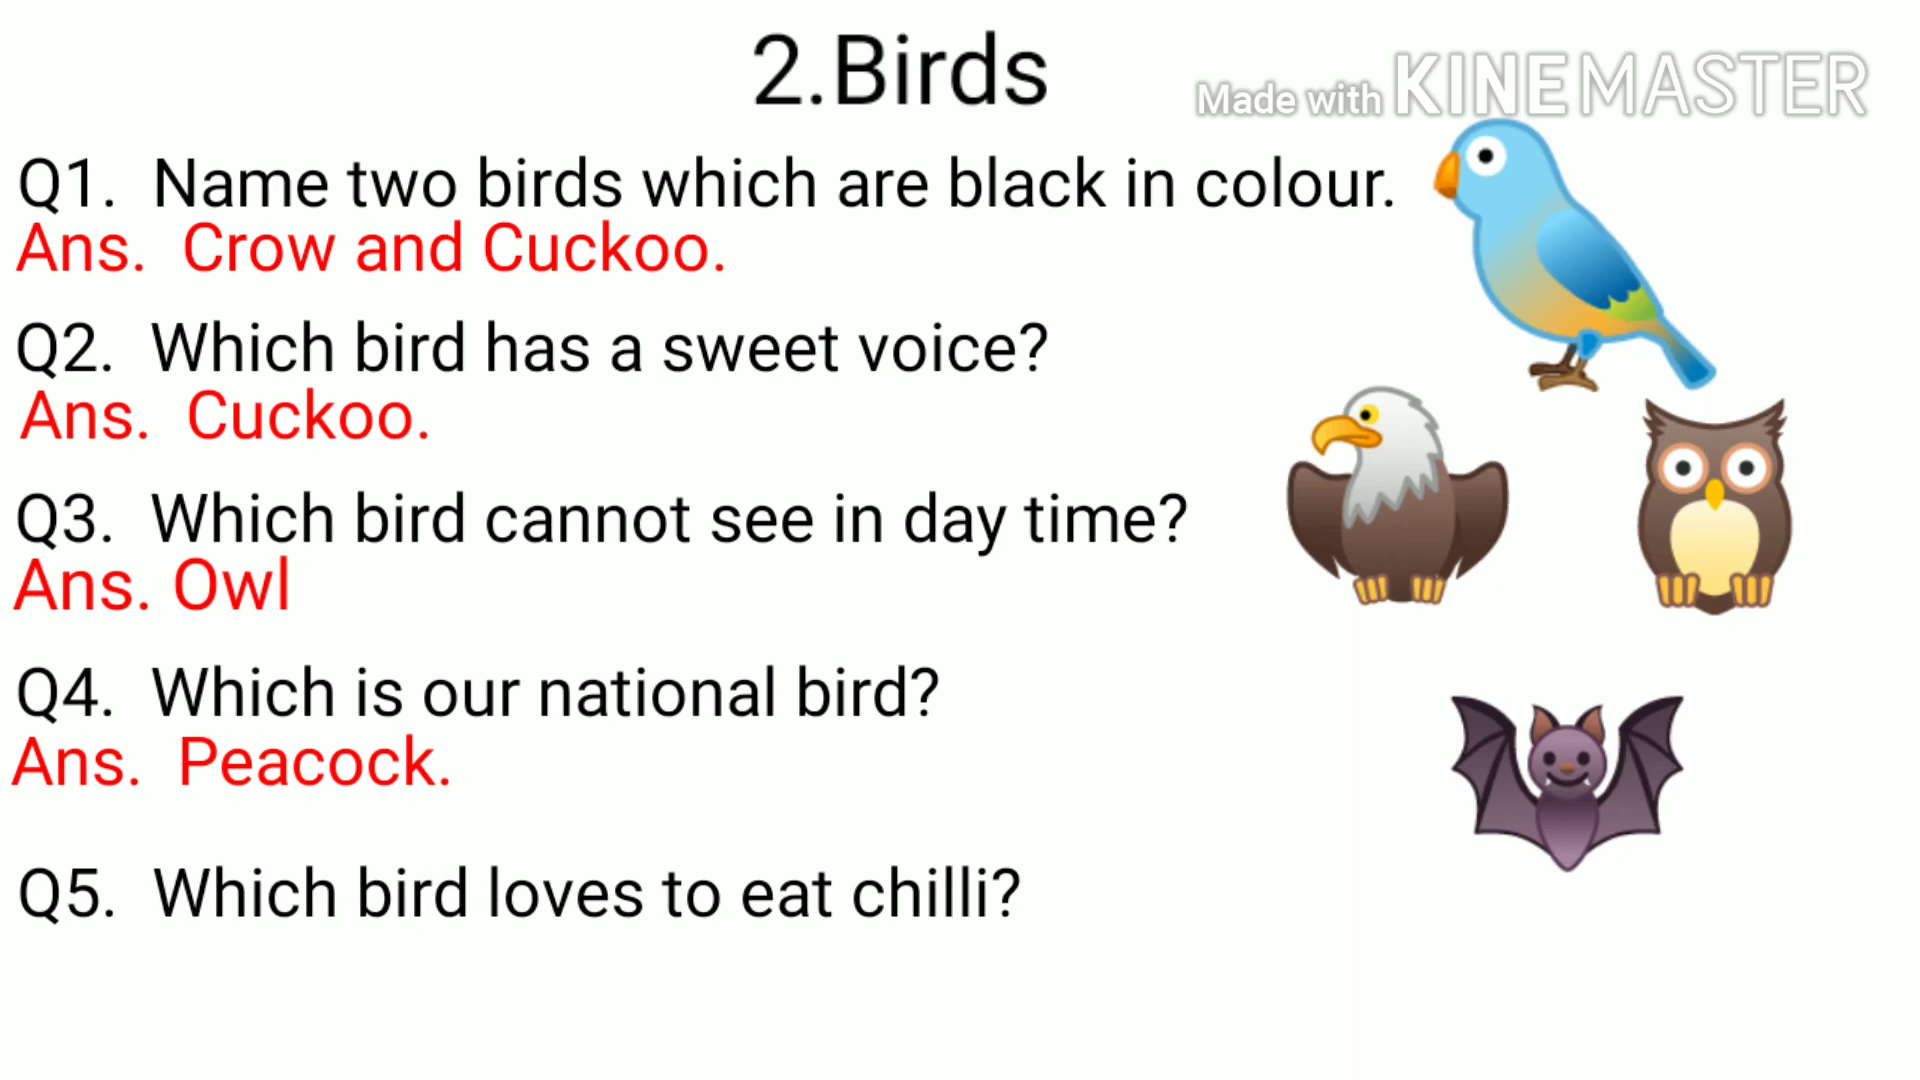 2.Birds
Made with KINEMASTER
Q1. Name two birds which are black in colour.
Ans. Crow and Cuckoo.
Q2. Which bird has a sweet voice?
Ans. Cuckoo.
Q3. Which bird cannot see in day time?
Ans. Owl
Q4. Which is our national bird?
Ans. Peacock.
Q5. Which bird loves to eat chilli?